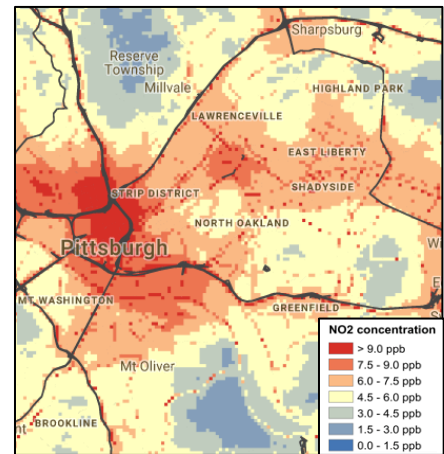 Sharpsburg
Reserve
Township
Millvale
HIGHLAND PARK
LAWRENCEVILLE
EAST LIBERTY
STRIP DISTRICT
SHADYSIDE
NORTH OAKLAND
Pittsburgh
MT WASHINGTON
GREENFIELD
Mt Oliver
BROOKLINE
NO2 concentration
> 9.0 ppb
7.5 - 9.0 ppb
6.0 - 7.5 ppb
4.5 - 6.0 ppb
3.0 - 4.5 ppb
1.5 - 3.0 ppb
0.0 - 1.5 ppb